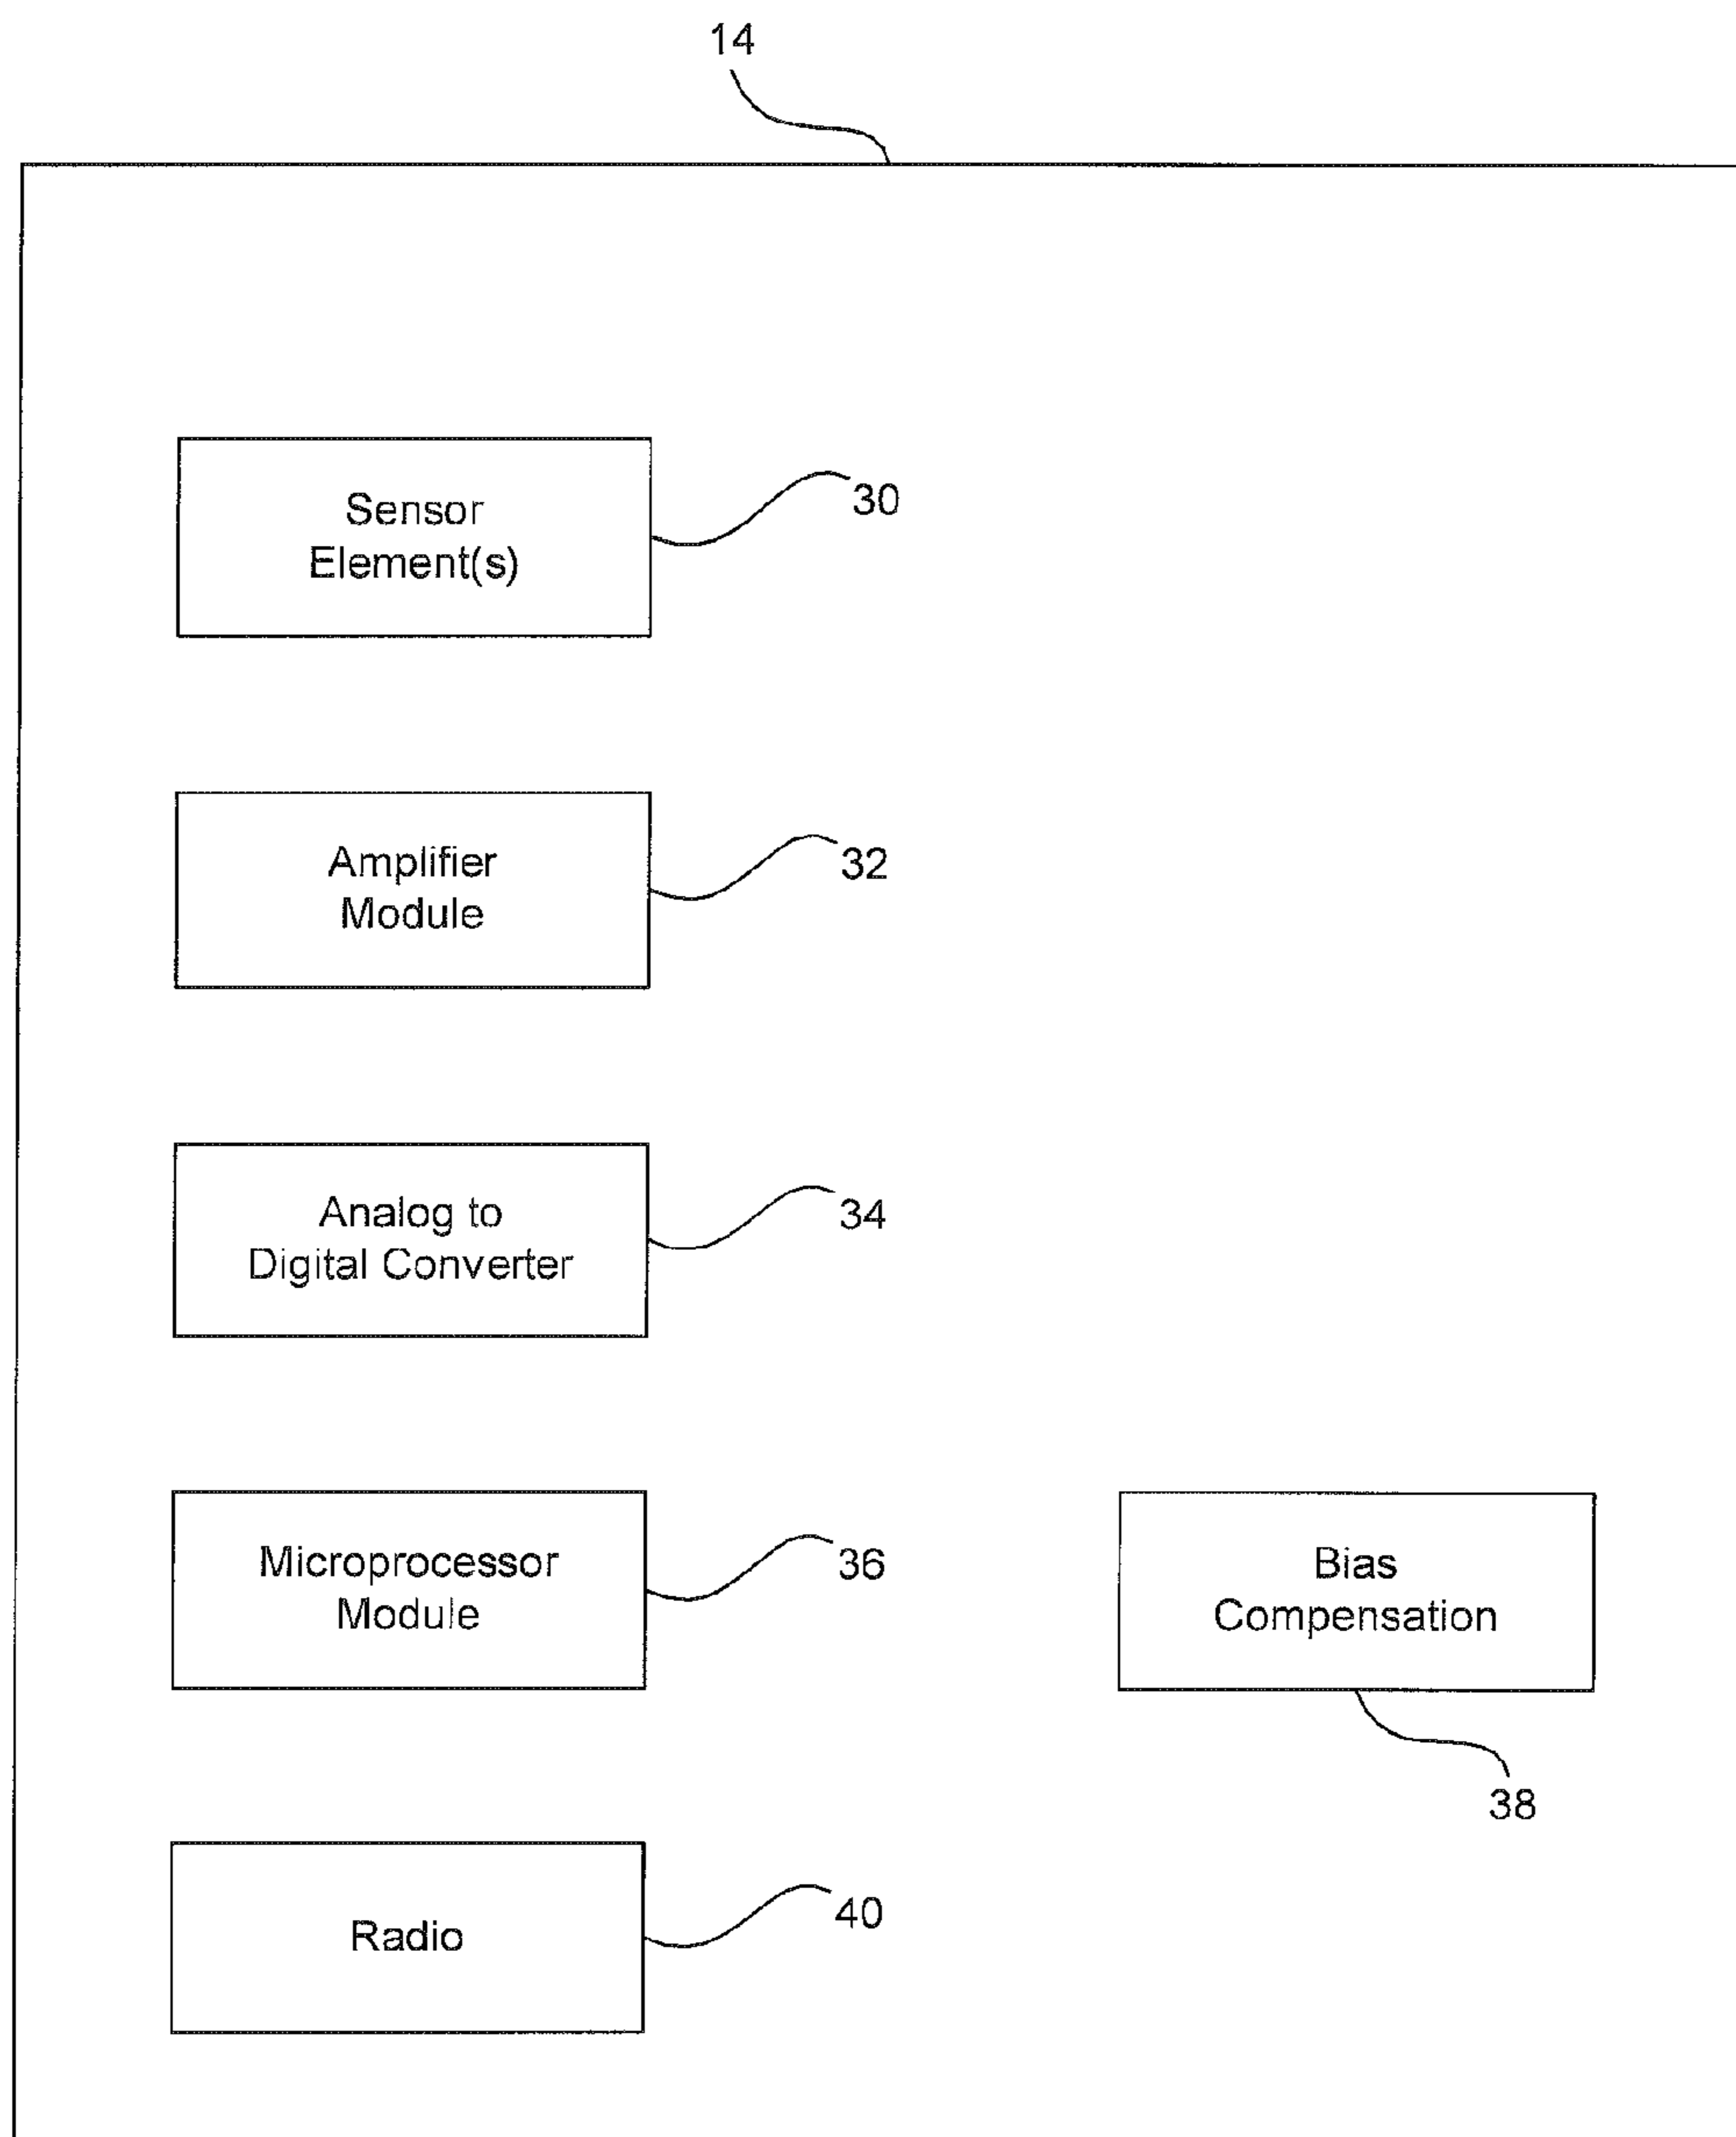 14
Sensor
Element(s)
30
Amplifier
Module
32
Analog to
Digital Converter
34
Microprocessor
Module
36
Bias
Compensation
38
Radio
40